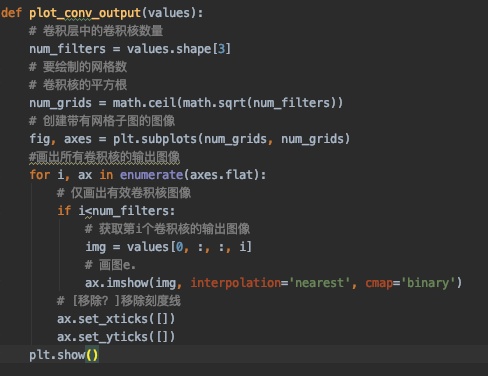 def plot_conv_output(values):
    # 卷积层中的卷积核数量
    num_filters = values.shape[3]
    # 要绘制的网格数
    # 卷积核的平方根
    num_grids = math.ceil(math.sqrt(num_filters))
    # 创建带有网格子图的图像
    fig, axes = plt.subplots(num_grids, num_grids)
    #画出所有卷积核的输出图像
    for i, ax in enumerate(axes.flat):
        # 仅画出有效卷积核图像
        if i<num_filters:
            # 获取第i个卷积核的输出图像
            img = values[0, :, :, i]
            # 画图e.
            ax.imshow(img, interpolation='nearest', cmap='binary')
        # [移除？]移除刻度线
        ax.set_xticks([])
        ax.set_yticks([])
    plt.show()